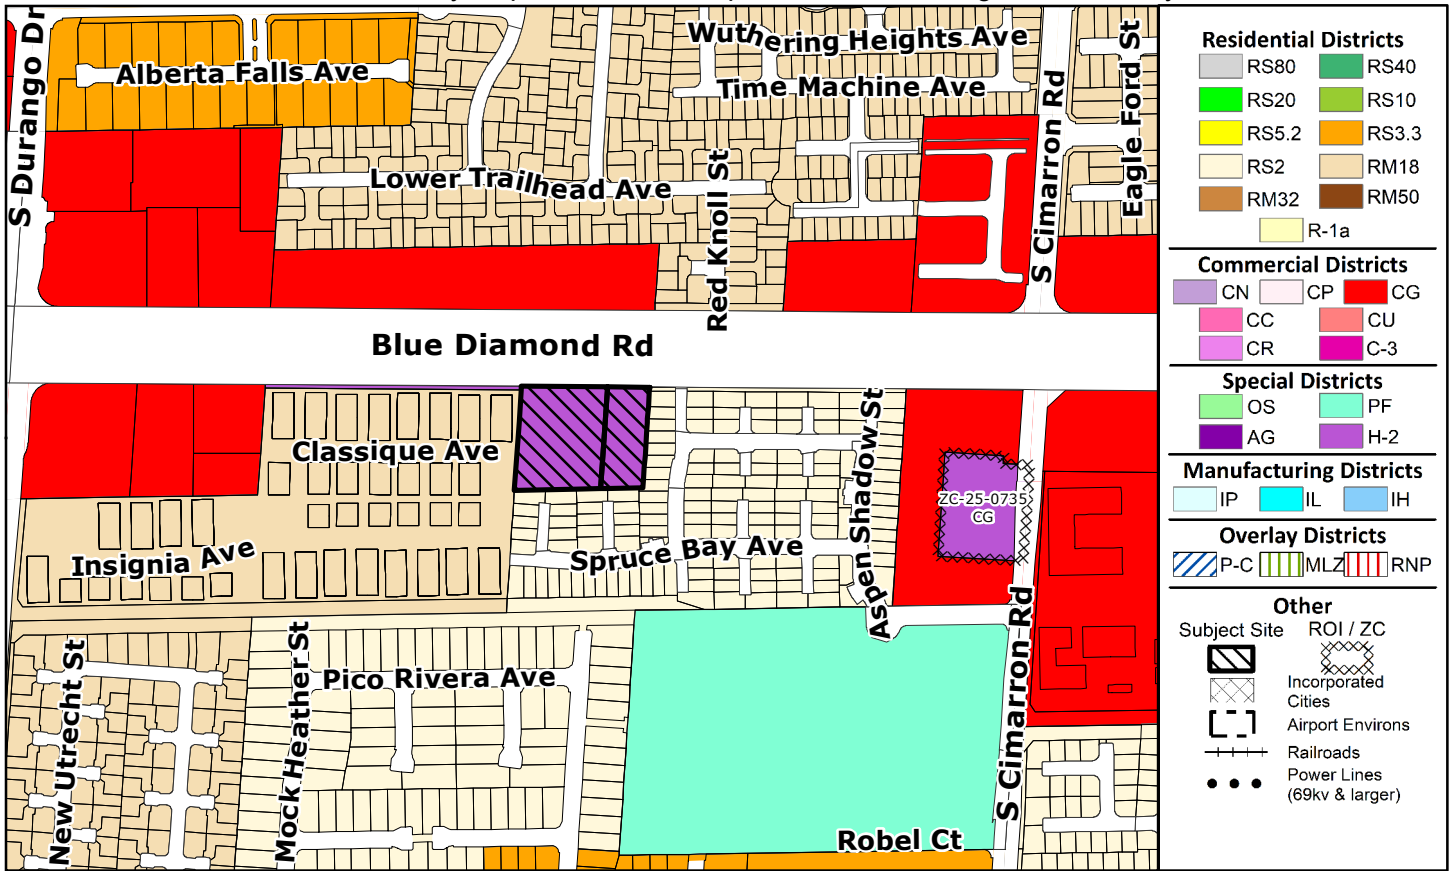 S Durango Dr
Alberta Falls Ave
Wuthering Heights Ave
Time Machine Ave
Eagle Ford St
S Cimarron Rd
Lower Trailhead Ave
Red Knoll St
Blue Diamond Rd
Classique Ave
Aspen Shadow St
ZC-25-0735
CG
Insignia Ave
Spruce Bay Ave
S Cimarron Rd
New Utrecht St
Mock Heather St
Pico Rivera Ave
Robel Ct
Residential Districts
RS80 RS40
RS20 RS10
RS5.2 RS3.3
RS2 RM18
RM32 RM50
R-1a
Commercial Districts
CN CP CG
CC CU
CR C-3
Special Districts
OS PF
AG H-2
Manufacturing Districts
IP IL IH
Overlay Districts
P-C MLZ RNP
Other
Subject Site ROI / ZC
Incorporated
Cities
Airport Environs
Railroads
Power Lines
(69kv & larger)